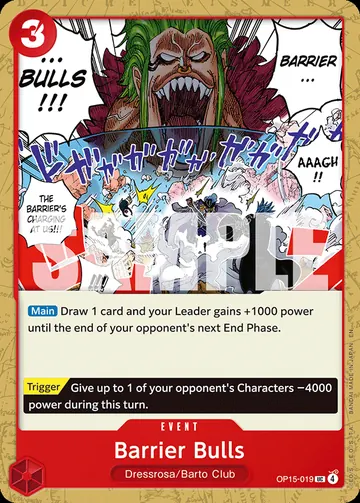 3
...
BULLS
!!!
BARRIER
...
AAAGH
!!
THE
BARRIER'S
CHARGING
AT US!!!
SAMPLE
Main Draw 1 card and your Leader gains +1000 power
until the end of your opponent's next End Phase.
Trigger Give up to 1 of your opponent's Characters −4000
power during this turn.
EVENT
Barrier Bulls
Dressrosa/Barto Club
OP15-019 UC 4